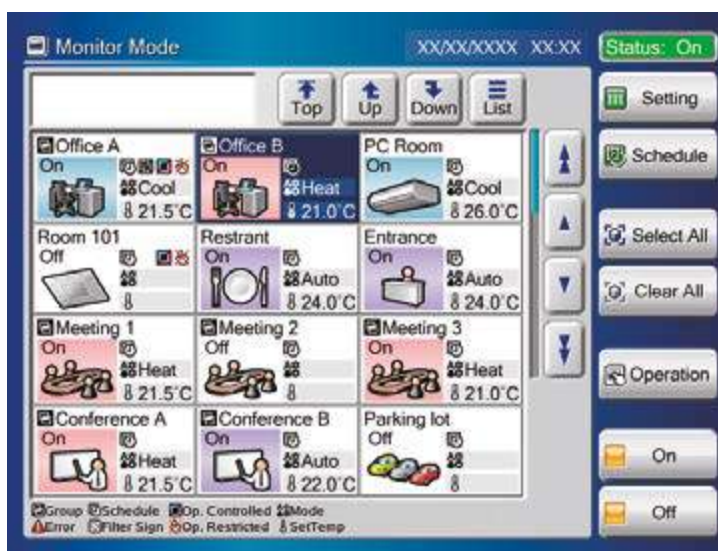 Monitor Mode XX/XX/XXXX XX:XX Status: On
Top Up Down List Setting
Office A Office B PC Room
On On On Schedule
Cool Heat Cool
21.5°C 21.0°C 26.0°C
Room 101 Restrant Entrance Select All
Off On On
Auto Auto
24.0°C 24.0°C Clear All
Meeting 1 Meeting 2 Meeting 3
On Off On
Heat Heat Operation
21.5°C 21.0°C
Conference A Conference B Parking lot
On On Off On
Heat Auto
21.5°C 22.0°C
Group Schedule Op. Controlled Mode Off
Error Filter Sign Op. Restricted SetTemp